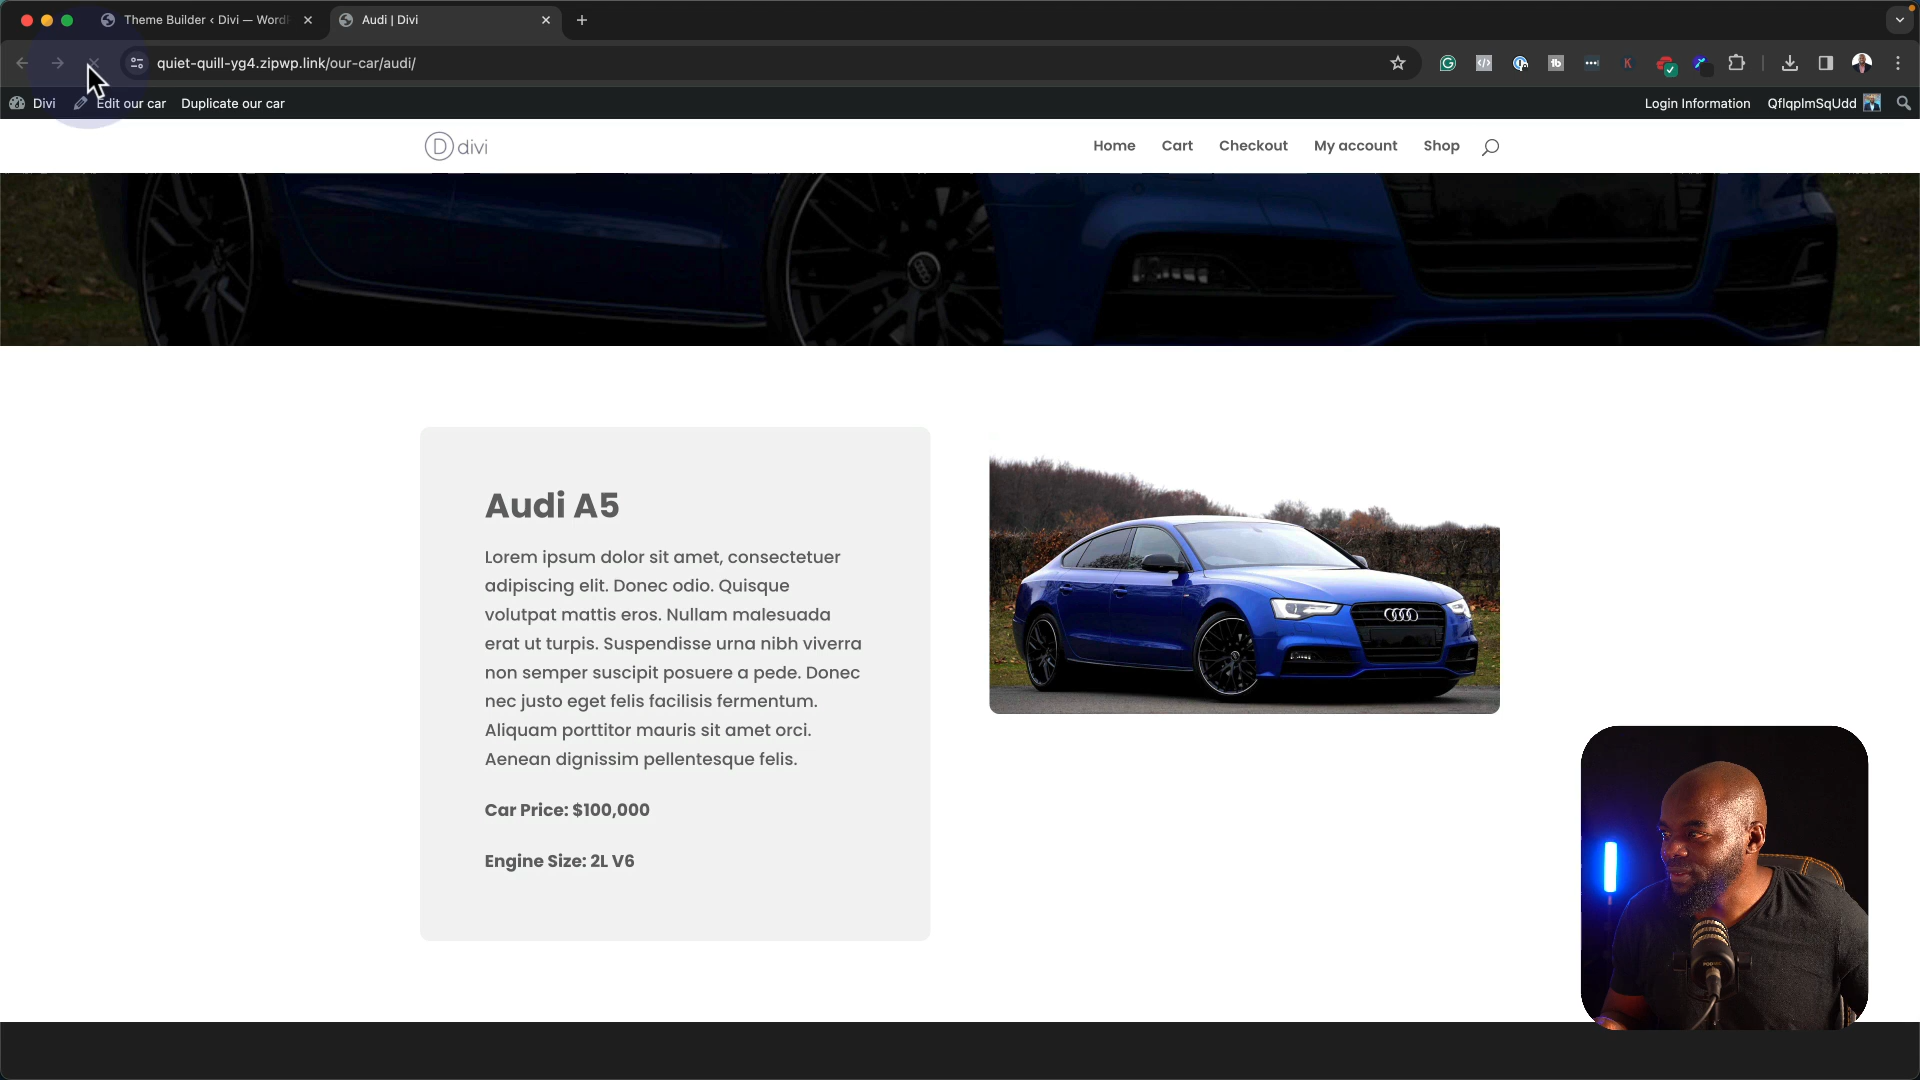 Theme Builder ‹ Divi — Word
Audi | Divi
quiet-quill-yg4.zipwp.link/our-car/audi/
Divi
Edit our car
Duplicate our car
Login Information
divi
Home
Cart
Checkout
My account
Shop
Audi A5
Lorem ipsum dolor sit amet, consectetuer
adipiscing elit. Donec odio. Quisque
volutpat mattis eros. Nullam malesuada
erat ut turpis. Suspendisse urna nibh viverra
non semper suscipit posuere a pede. Donec
nec justo eget felis facilisis fermentum.
Aliquam porttitor mauris sit amet orci.
Aenean dignissim pellentesque felis.
Car Price: $100,000
Engine Size: 2L V6